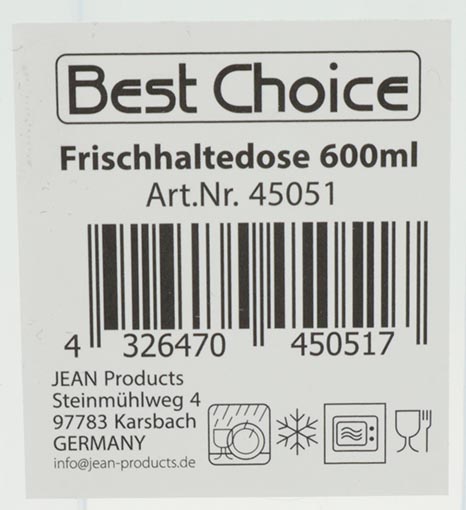 Best Choice
Frischhaltedose 600ml
Art.Nr. 45051
4 326470 450517
JEAN Products
Steinmühlweg 4
97783 Karsbach
GERMANY
info@jean-products.de